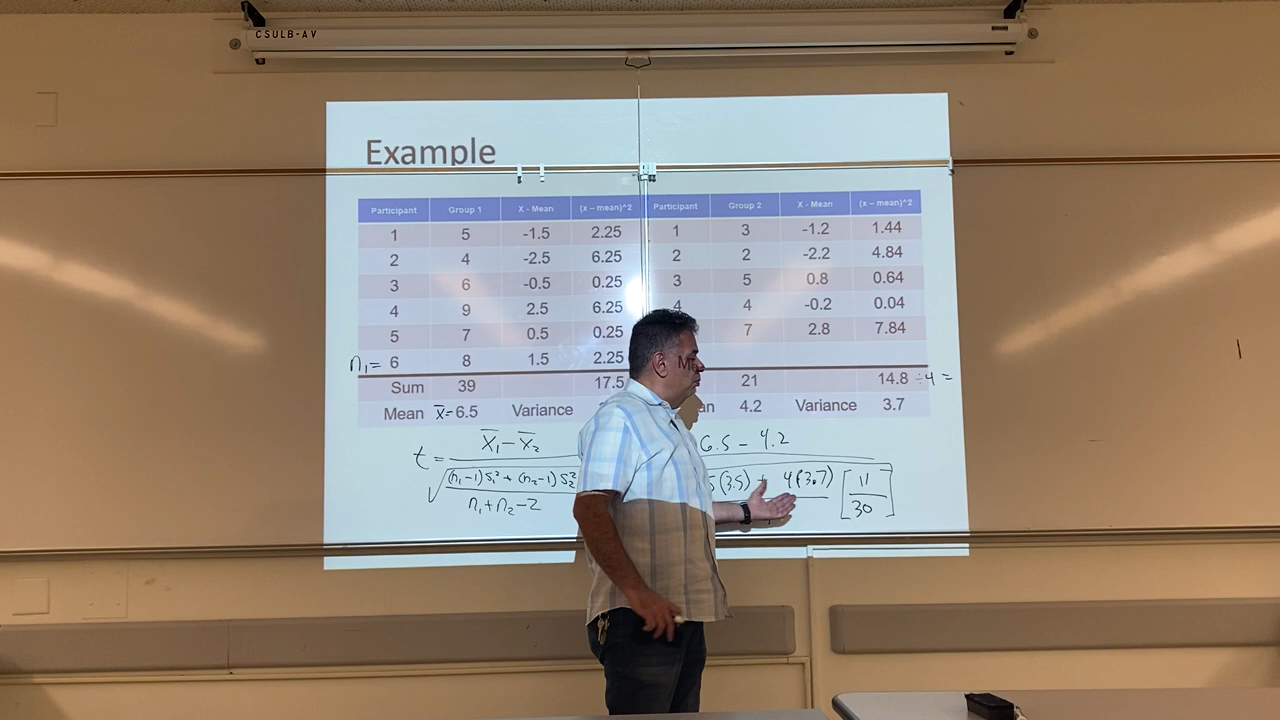 CSULB-AV
Example
Participant Group 1 X - Mean (x – mean)^2 Participant Group 2 X - Mean (x – mean)^2
1 5 -1.5 2.25 1 3 -1.2 1.44
2 4 -2.5 6.25 2 2 -2.2 4.84
3 6 -0.5 0.25 3 5 0.8 0.64
4 9 2.5 6.25 4 4 -0.2 0.04
5 7 0.5 0.25 7 2.8 7.84
n₁= 6 8 1.5 2.25
Sum 39 17.5 21 14.8 ÷4 =
Mean x̅= 6.5 Variance 4.2 Variance 3.7
t = X̅₁ - X̅₂ 6.5 - 4.2
√ (n₁-1)S₁² + (n₂-1)S₂² 5(3.5) + 4(3.7) [ 11
n₁+n₂-2 30 ]